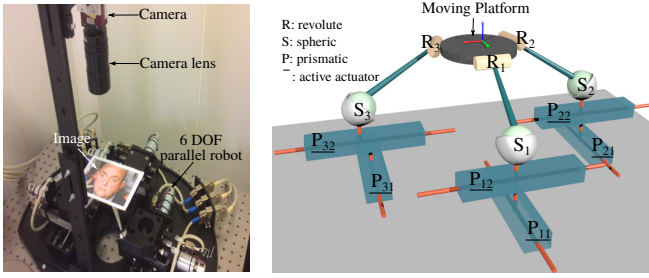 Camera
Camera lens
Image
6 DOF
parallel robot
R: revolute
S: spheric
P: prismatic
_: active actuator
Moving Platform
R3
R2
R1
S3
S2
S1
P32
P31
P22
P21
P12
P11